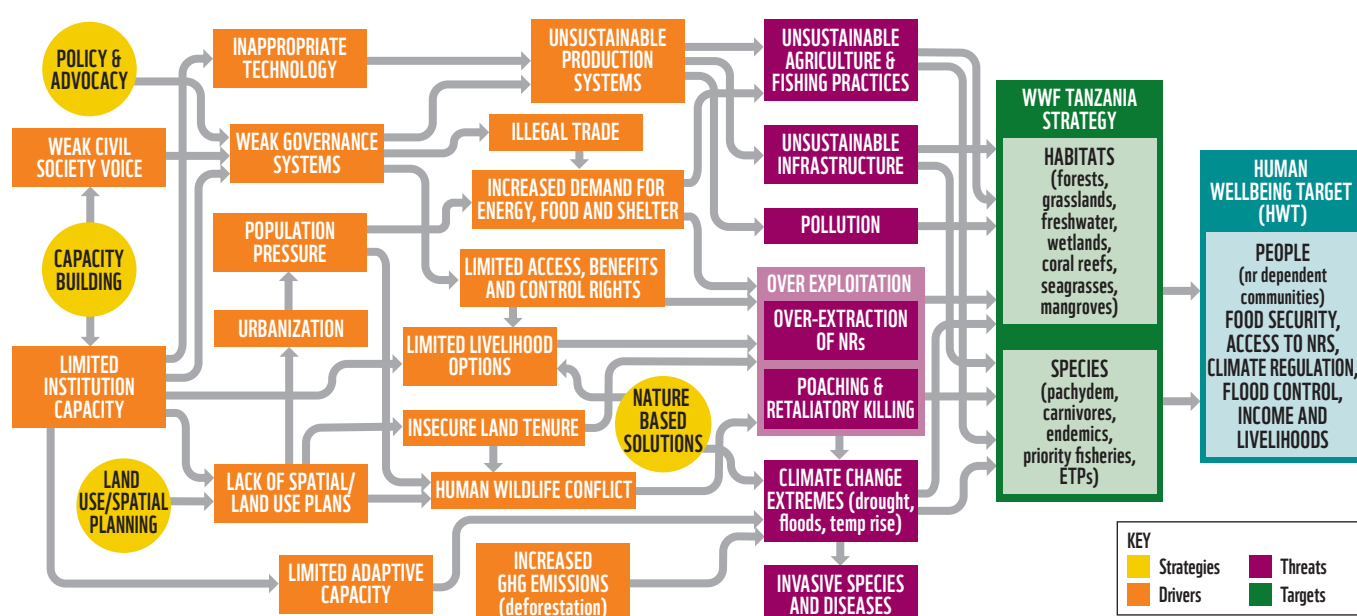 POLICY &
ADVOCACY
WEAK CIVIL
SOCIETY VOICE
CAPACITY
BUILDING
LIMITED
INSTITUTION
CAPACITY
LAND
USE/SPATIAL
PLANNING
INAPPROPRIATE
TECHNOLOGY
WEAK GOVERNANCE
SYSTEMS
POPULATION
PRESSURE
URBANIZATION
LACK OF SPATIAL/
LAND USE PLANS
LIMITED ADAPTIVE
CAPACITY
UNSUSTAINABLE
PRODUCTION
SYSTEMS
ILLEGAL TRADE
INCREASED DEMAND FOR
ENERGY, FOOD AND SHELTER
LIMITED ACCESS, BENEFITS
AND CONTROL RIGHTS
LIMITED LIVELIHOOD
OPTIONS
INSECURE LAND TENURE
HUMAN WILDLIFE CONFLICT
INCREASED
GHG EMISSIONS
(deforestation)
NATURE
BASED
SOLUTIONS
UNSUSTAINABLE
AGRICULTURE &
FISHING PRACTICES
UNSUSTAINABLE
INFRASTRUCTURE
POLLUTION
OVER EXPLOITATION
OVER-EXTRACTION
OF NRs
POACHING &
RETALIATORY KILLING
CLIMATE CHANGE
EXTREMES (drought,
floods, temp rise)
INVASIVE SPECIES
AND DISEASES
WWF TANZANIA
STRATEGY
HABITATS
(forests,
grasslands,
freshwater,
wetlands,
coral reefs,
seagrasses,
mangroves)
SPECIES
(pachydem,
carnivores,
endemics,
priority fisheries,
ETPs)
HUMAN
WELLBEING TARGET
(HWT)
PEOPLE
(nr dependent
communities)
FOOD SECURITY,
ACCESS TO NRS,
CLIMATE REGULATION,
FLOOD CONTROL,
INCOME AND
LIVELIHOODS
KEY
Strategies
Drivers
Threats
Targets